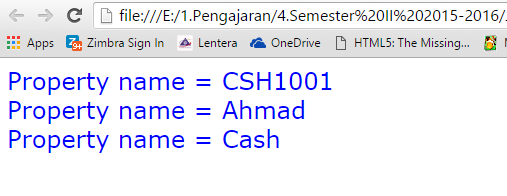 file:///E:/1.Pengajaran/4.Semester%20II%202015-2016/
Apps Zimbra Sign In Lentera OneDrive HTML5: The Missing...
Property name = CSH1001
Property name = Ahmad
Property name = Cash